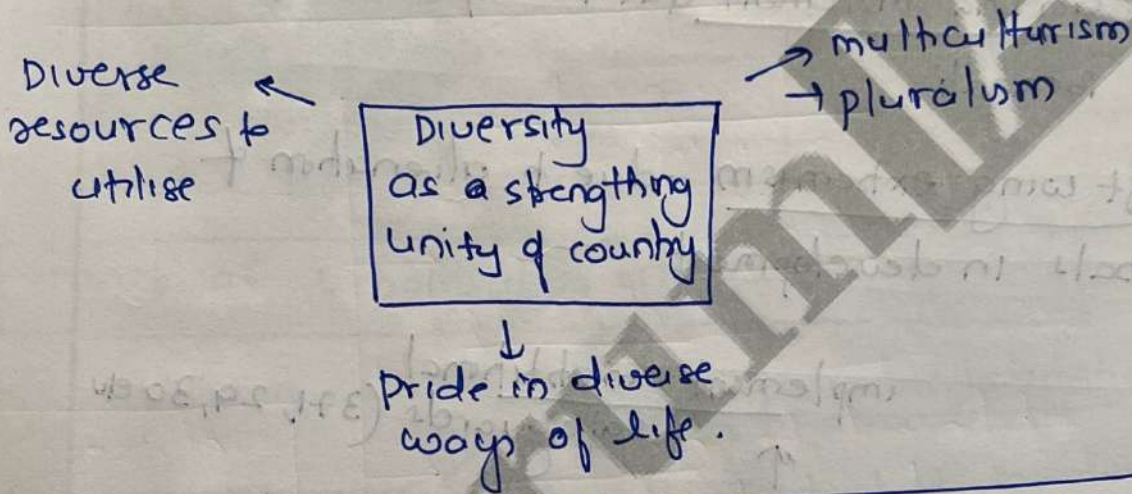 multiculturism
→ pluralism
Diverse
resources to
utilise
Diversity
as a strengthing
unity of country
Pride in diverse
ways of life.